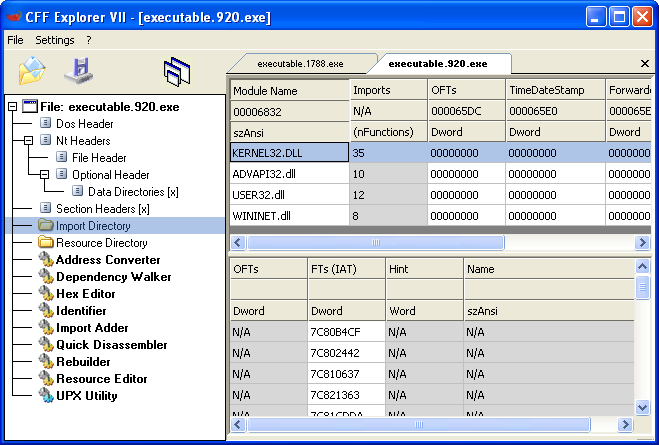 CFF Explorer VII - [executable.920.exe]
File Settings ?
executable.1788.exe executable.920.exe
File: executable.920.exe
Dos Header
Nt Headers
File Header
Optional Header
Data Directories [x]
Section Headers [x]
Import Directory
Resource Directory
Address Converter
Dependency Walker
Hex Editor
Identifier
Import Adder
Quick Disassembler
Rebuilder
Resource Editor
UPX Utility
Module Name Imports OFTs TimeDateStamp Forwarde
00006832 N/A 000065DC 000065E0 000065E
szAnsi (nFunctions) Dword Dword Dword
KERNEL32.DLL 35 00000000 00000000 0000000
ADVAPI32.dll 10 00000000 00000000 0000000
USER32.dll 12 00000000 00000000 0000000
WININET.dll 8 00000000 00000000 0000000
OFTs FTs (IAT) Hint Name
Dword Dword Word szAnsi
N/A 7C80B4CF N/A N/A
N/A 7C802442 N/A N/A
N/A 7C810637 N/A N/A
N/A 7C821363 N/A N/A
N/A 7C81CDDA N/A N/A